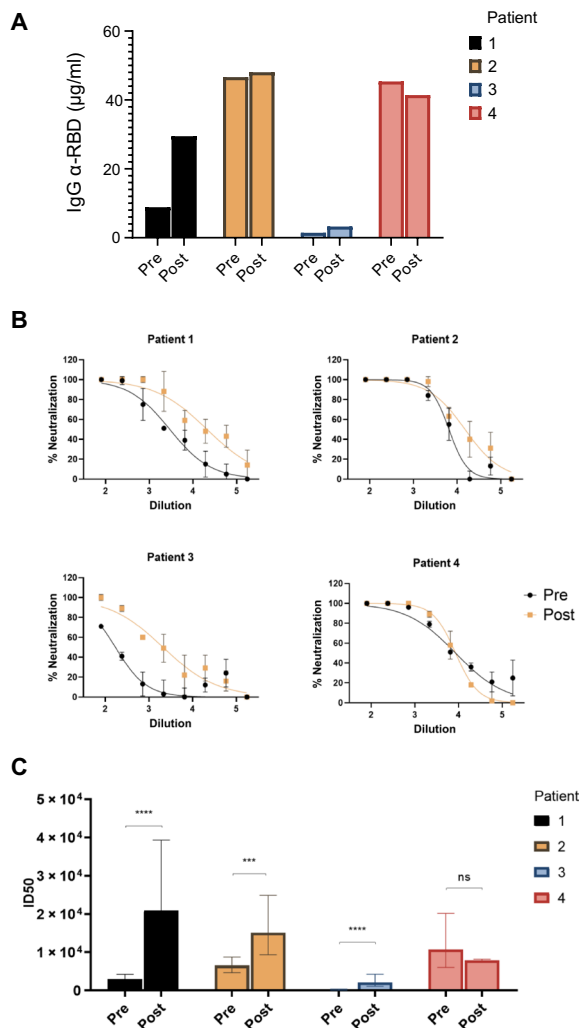 A
Patient
1
2
3
4
IgG α-RBD (µg/ml)
60
40
20
0
Pre Post Pre Post Pre Post Pre Post
B
Patient 1
% Neutralization
120
100
80
60
40
20
0
2 3 4 5
Dilution
Patient 2
% Neutralization
120
100
80
60
40
20
0
2 3 4 5
Dilution
Patient 3
% Neutralization
120
100
80
60
40
20
0
2 3 4 5
Dilution
Patient 4
% Neutralization
120
100
80
60
40
20
0
2 3 4 5
Dilution
Pre
Post
C
Patient
1
2
3
4
ID50
5 × 10⁴
4 × 10⁴
3 × 10⁴
2 × 10⁴
1 × 10⁴
0
****
***
****
ns
Pre Post Pre Post Pre Post Pre Post